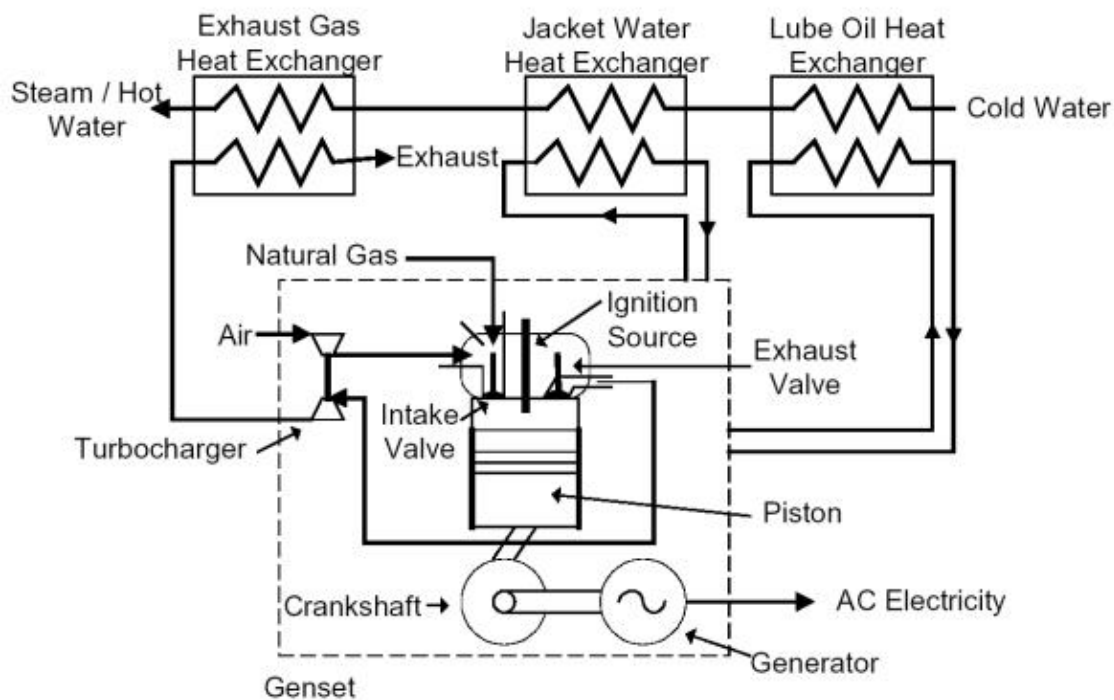 Exhaust Gas
Heat Exchanger
Jacket Water
Heat Exchanger
Lube Oil Heat
Exchanger
Steam / Hot
Water
Cold Water
Exhaust
Natural Gas
Ignition
Source
Air
Exhaust
Valve
Intake
Valve
Turbocharger
Piston
Crankshaft
AC Electricity
Generator
Genset